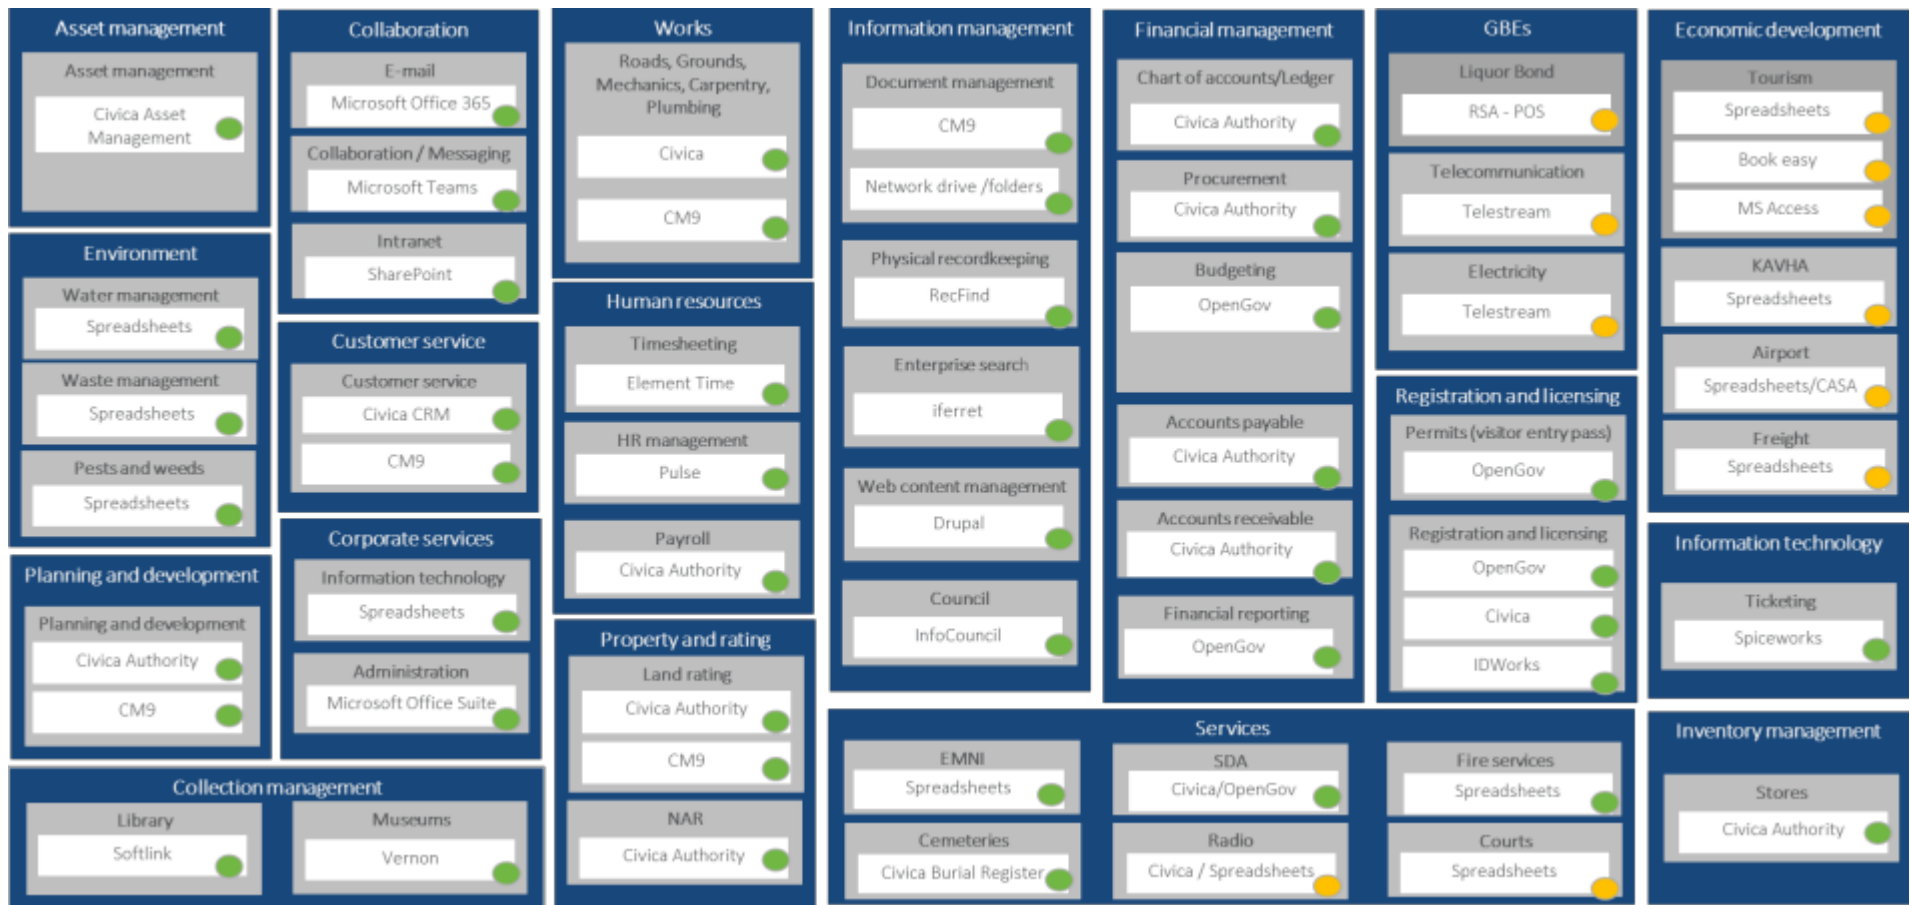 Asset management
Asset management
Civica Asset
Management
Environment
Water management
Spreadsheets
Waste management
Spreadsheets
Pests and weeds
Spreadsheets
Planning and development
Planning and development
Civica Authority
CM9
Collaboration
E-mail
Microsoft Office 365
Collaboration / Messaging
Microsoft Teams
Intranet
SharePoint
Customer service
Customer service
Civica CRM
CM9
Corporate services
Information technology
Spreadsheets
Administration
Microsoft Office Suite
Collection management
Library
Softlink
Museums
Vernon
Works
Roads, Grounds,
Mechanics, Carpentry,
Plumbing
Civica
CM9
Human resources
Timesheeting
Element Time
HR management
Pulse
Payroll
Civica Authority
Property and rating
Land rating
Civica Authority
CM9
NAR
Civica Authority
Information management
Document management
CM9
Network drive /folders
Physical recordkeeping
RecFind
Enterprise search
iferret
Web content management
Drupal
Council
InfoCouncil
Financial management
Chart of accounts/Ledger
Civica Authority
Procurement
Civica Authority
Budgeting
OpenGov
Accounts payable
Civica Authority
Accounts receivable
Civica Authority
Financial reporting
OpenGov
GBEs
Liquor Bond
RSA - POS
Telecommunication
Telestream
Electricity
Telestream
Registration and licensing
Permits (visitor entry pass)
OpenGov
Registration and licensing
OpenGov
Civica
IDWorks
Services
EMNI
Spreadsheets
SDA
Civica/OpenGov
Fire services
Spreadsheets
Cemeteries
Civica Burial Register
Radio
Civica / Spreadsheets
Courts
Spreadsheets
Economic development
Tourism
Spreadsheets
Book easy
MS Access
KAVHA
Spreadsheets
Airport
Spreadsheets/CASA
Freight
Spreadsheets
Information technology
Ticketing
Spiceworks
Inventory management
Stores
Civica Authority